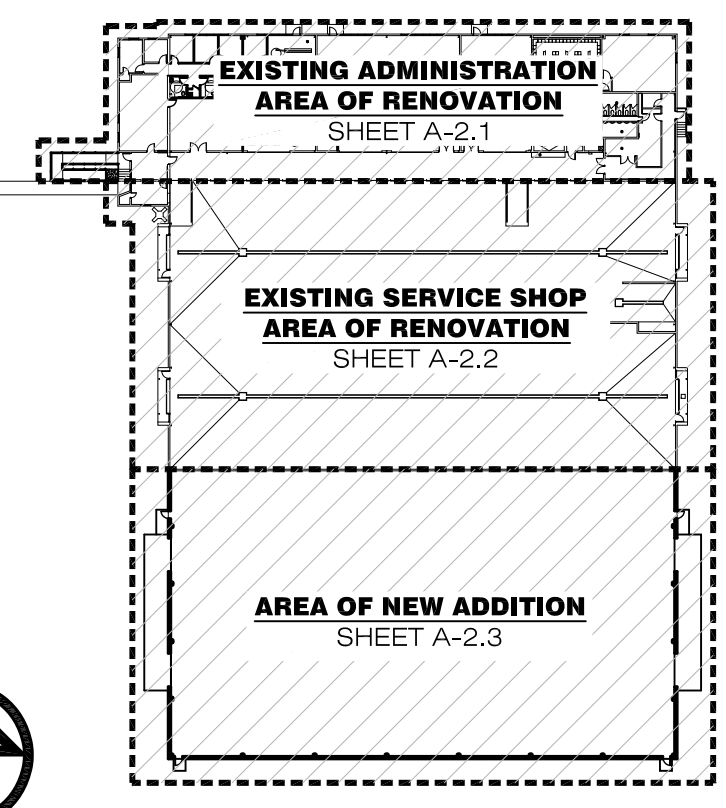 EXISTING ADMINISTRATION
AREA OF RENOVATION
SHEET A-2.1
EXISTING SERVICE SHOP
AREA OF RENOVATION
SHEET A-2.2
AREA OF NEW ADDITION
SHEET A-2.3